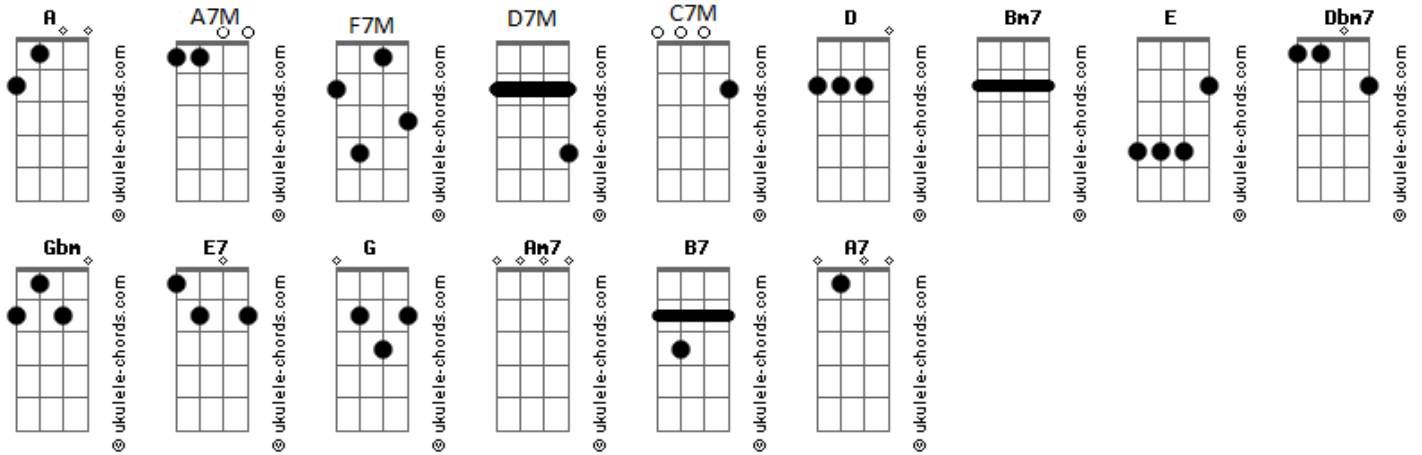 A A7M F7M D7M C7M D Bm7 E Dbm7
© ukulele-chords.com © ukulele-chords.com © ukulele-chords.com © ukulele-chords.com © ukulele-chords.com © ukulele-chords.com © ukulele-chords.com © ukulele-chords.com © ukulele-chords.com
Gbm E7 G Am7 B7 A7
© ukulele-chords.com © ukulele-chords.com © ukulele-chords.com © ukulele-chords.com © ukulele-chords.com © ukulele-chords.com